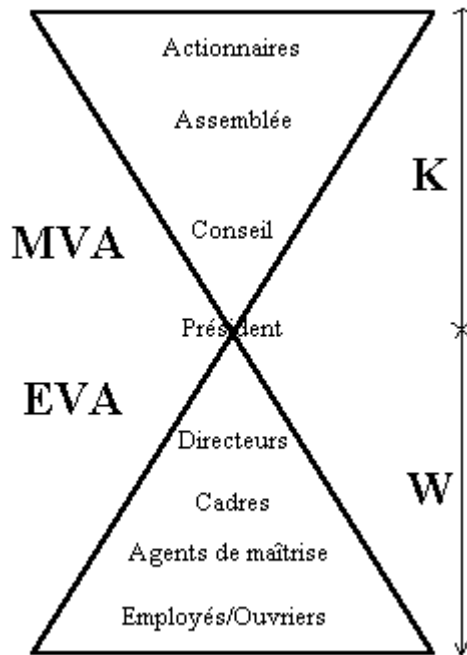 Actionnaires
Assemblée
K
Conseil
MVA
Président
EVA
Directeurs
W
Cadres
Agents de maîtrise
Employés/Ouvriers